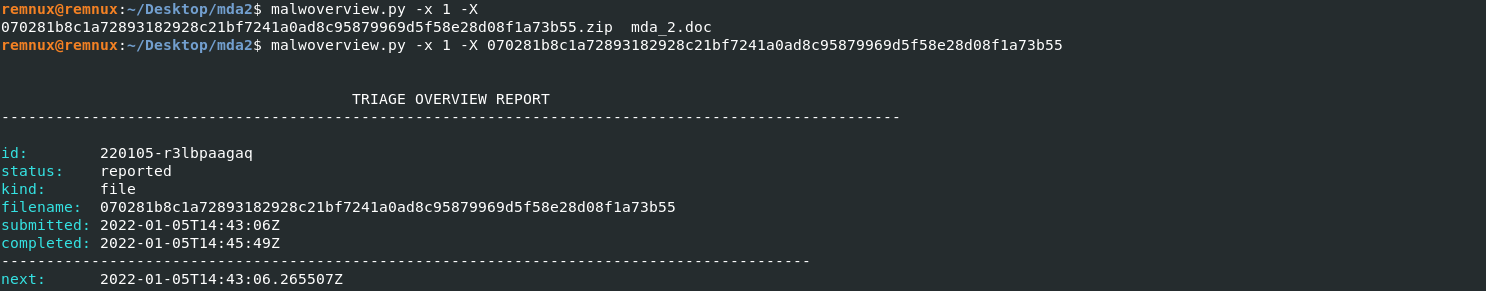 remnux@remnux:~/Desktop/mda2$ malwoverview.py -x 1 -X
070281b8c1a72893182928c21bf7241a0ad8c95879969d5f58e28d08f1a73b55.zip  mda_2.doc
remnux@remnux:~/Desktop/mda2$ malwoverview.py -x 1 -X 070281b8c1a72893182928c21bf7241a0ad8c95879969d5f58e28d08f1a73b55
TRIAGE OVERVIEW REPORT
----------------------------------------------------------------------------------------------------
id:        220105-r3lbpaagaq
status:    reported
kind:      file
filename:  070281b8c1a72893182928c21bf7241a0ad8c95879969d5f58e28d08f1a73b55
submitted: 2022-01-05T14:43:06Z
completed: 2022-01-05T14:45:49Z
------------------------------------------------------------------------------------------
next:      2022-01-05T14:43:06.265507Z